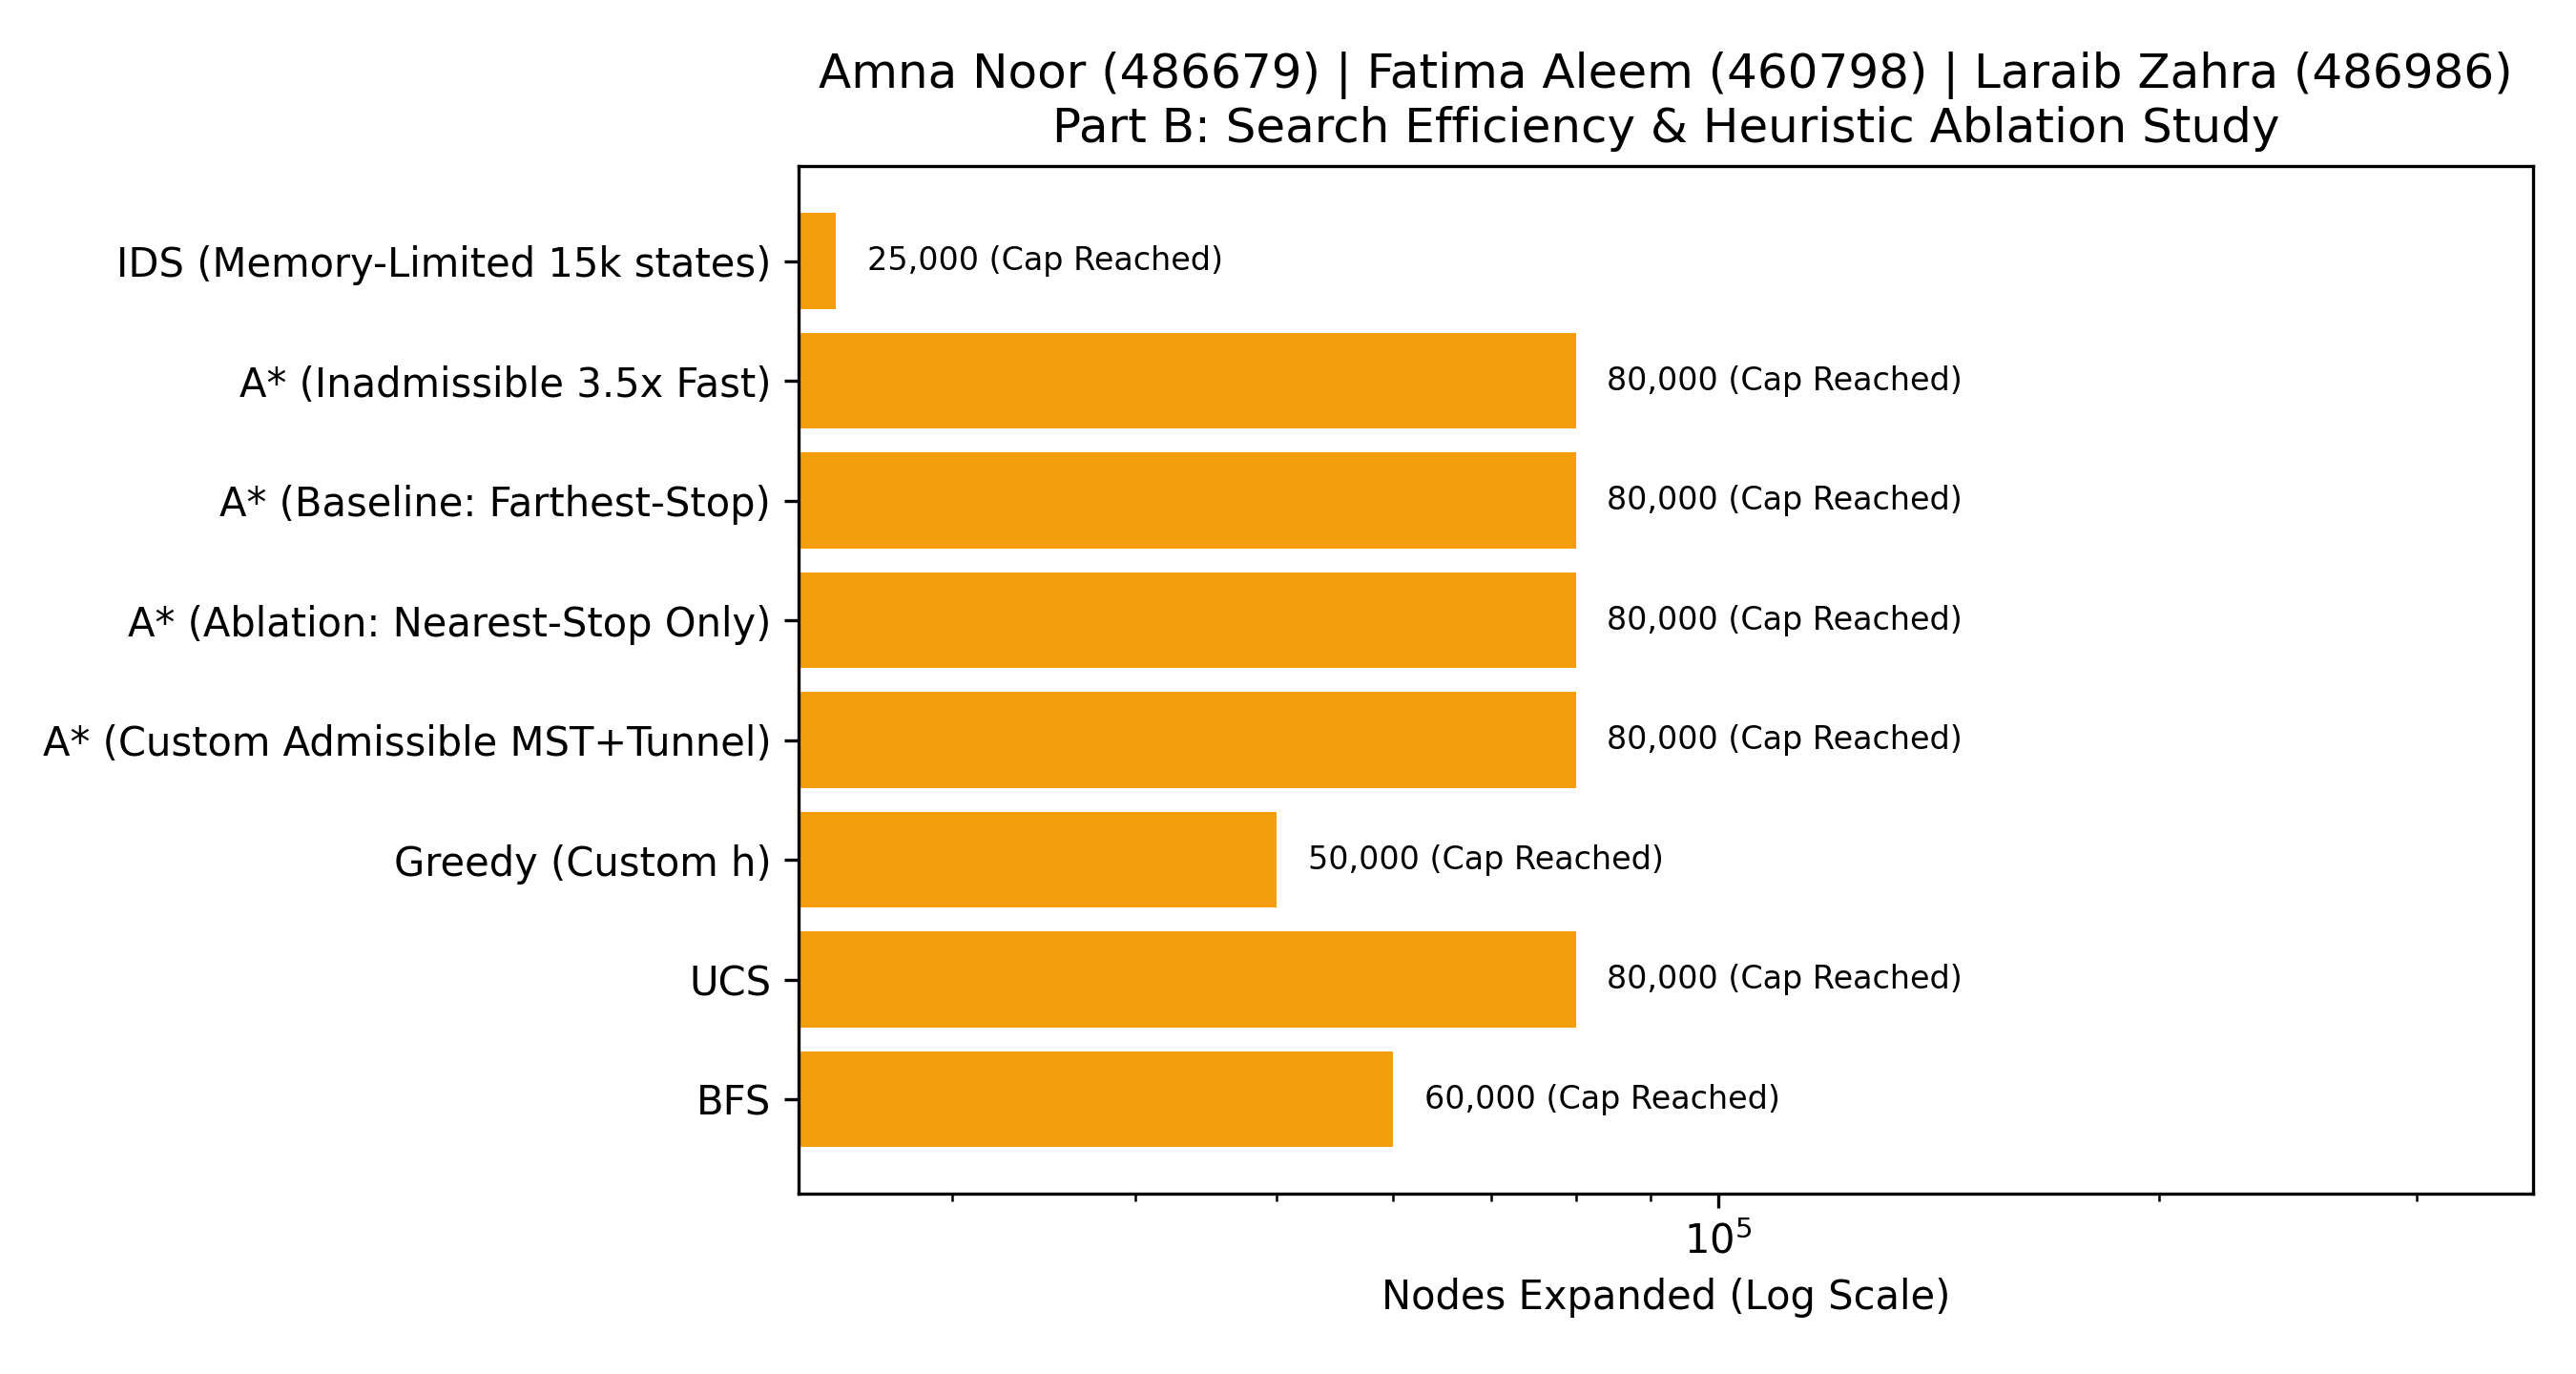 Amna Noor (486679) | Fatima Aleem (460798) | Laraib Zahra (486986)
Part B: Search Efficiency & Heuristic Ablation Study
IDS (Memory-Limited 15k states)
25,000 (Cap Reached)
A* (Inadmissible 3.5x Fast)
80,000 (Cap Reached)
A* (Baseline: Farthest-Stop)
80,000 (Cap Reached)
A* (Ablation: Nearest-Stop Only)
80,000 (Cap Reached)
A* (Custom Admissible MST+Tunnel)
80,000 (Cap Reached)
Greedy (Custom h)
50,000 (Cap Reached)
UCS
80,000 (Cap Reached)
BFS
60,000 (Cap Reached)
10⁵
Nodes Expanded (Log Scale)